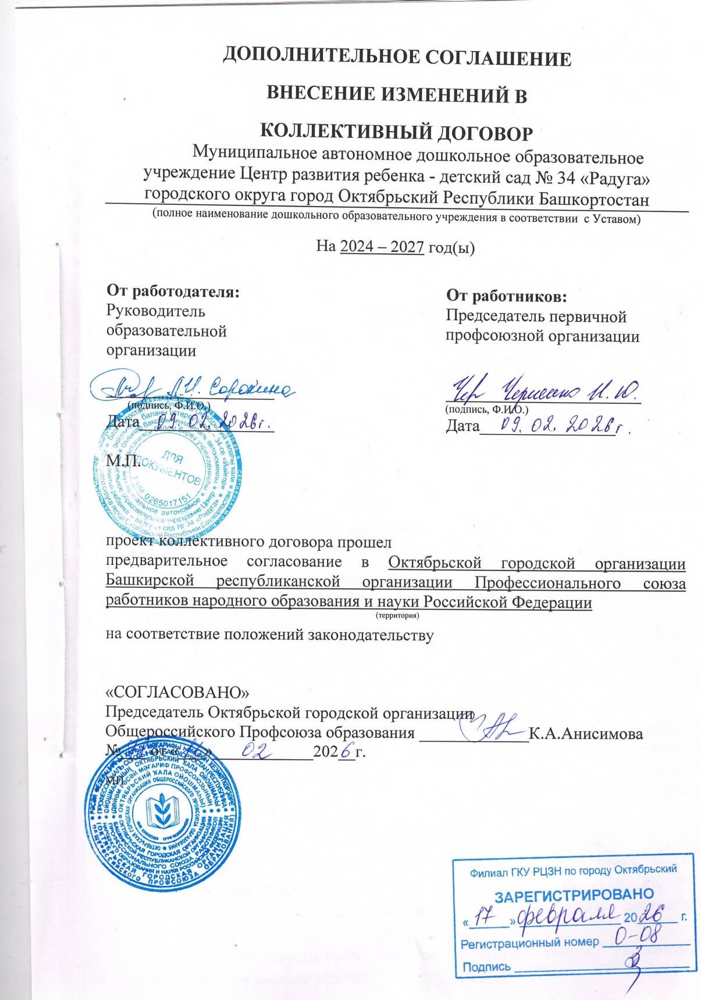 ДОПОЛНИТЕЛЬНОЕ СОГЛАШЕНИЕ
ВНЕСЕНИЕ ИЗМЕНЕНИЙ В
КОЛЛЕКТИВНЫЙ ДОГОВОР
Муниципальное автономное дошкольное образовательное
учреждение Центр развития ребенка - детский сад № 34 «Радуга»
городского округа город Октябрьский Республики Башкортостан
(полное наименование дошкольного образовательного учреждения в соответствии с Уставом)
На 2024 – 2027 год(ы)
От работодателя:
Руководитель
образовательной
организации
Л.И. Сорокина
(подпись, Ф.И.О.)
Дата 09.02.2026г.
М.П.
ДЛЯ
ДОКУМЕНТОВ
0265017151
От работников:
Председатель первичной
профсоюзной организации
И.Ю.
(подпись, Ф.И.О.)
Дата 09.02.2026г.
проект коллективного договора прошел
предварительное согласование в Октябрьской городской организации
Башкирской республиканской организации Профессионального союза
работников народного образования и науки Российской Федерации
(территория)
на соответствие положений законодательству
«СОГЛАСОВАНО»
Председатель Октябрьской городской организации
Общероссийского Профсоюза образования К.А.Анисимова
№ от « » 02 2026г.
МП
Филиал ГКУ РЦЗН по городу Октябрьский
ЗАРЕГИСТРИРОВАНО
«17» февраля 2026 г.
Регистрационный номер 0-08
Подпись